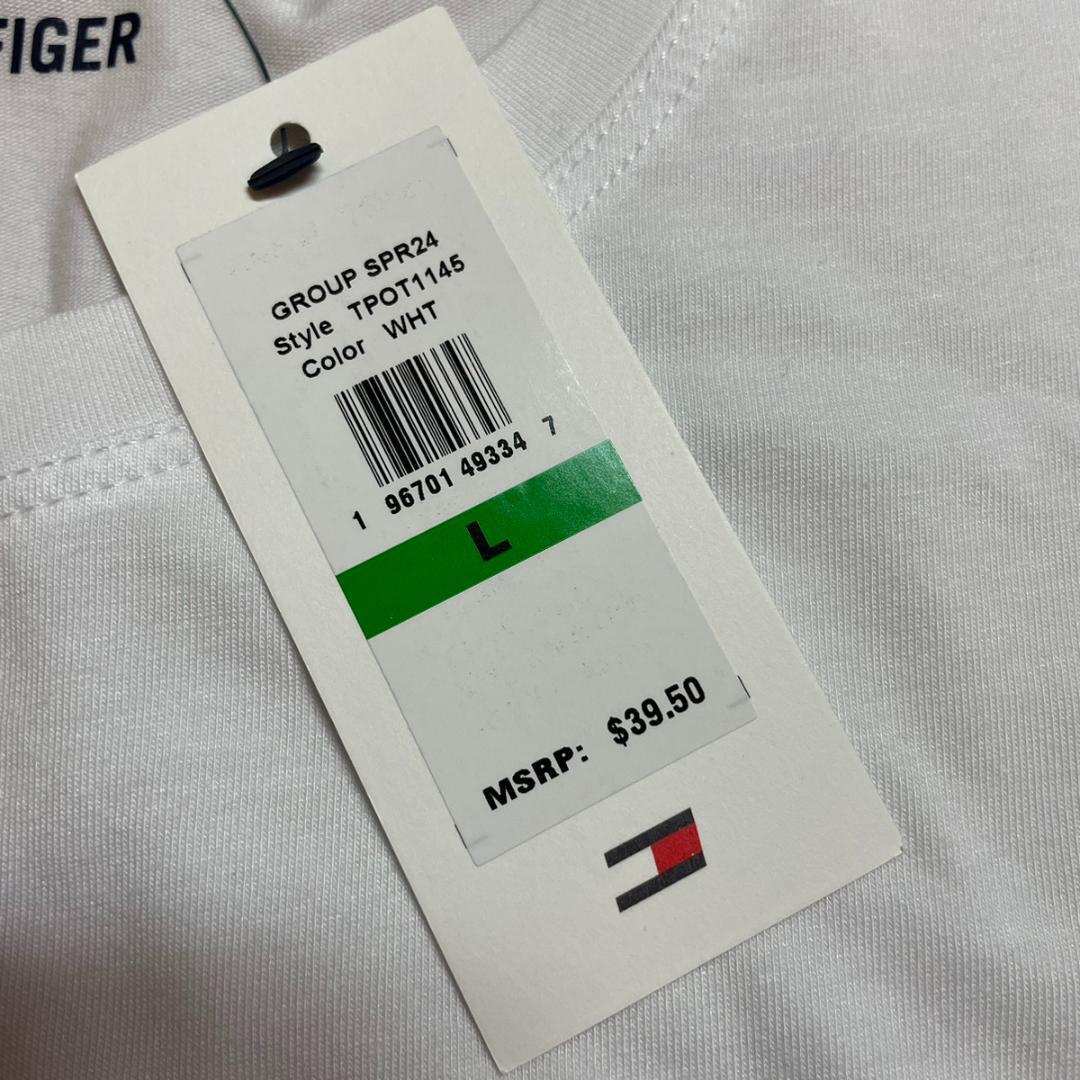 FIGER
GROUP SPR24
Style TPOT1145
Color WHT
1 96701 49334 7
L
MSRP: $39.50